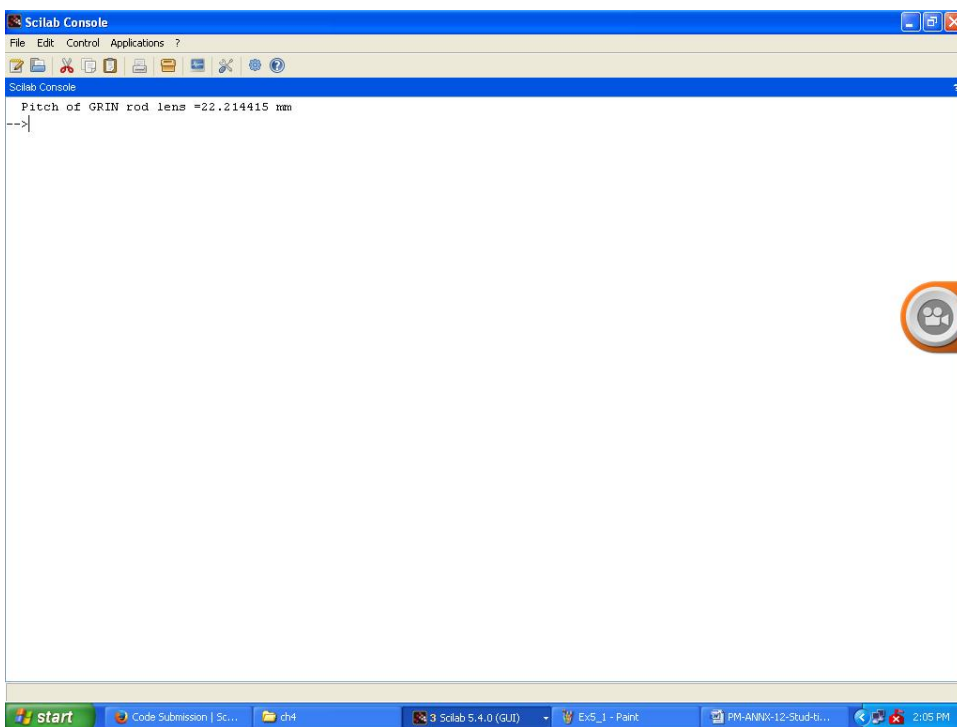 Scilab Console
File Edit Control Applications ?
Scilab Console ?
Pitch of GRIN rod lens =22.214415 mm
-->
start Code Submission | Sc... ch4 3 Scilab 5.4.0 (GUI) Ex5_1 - Paint PM-ANNX-12-Stud-ti... 2:05 PM